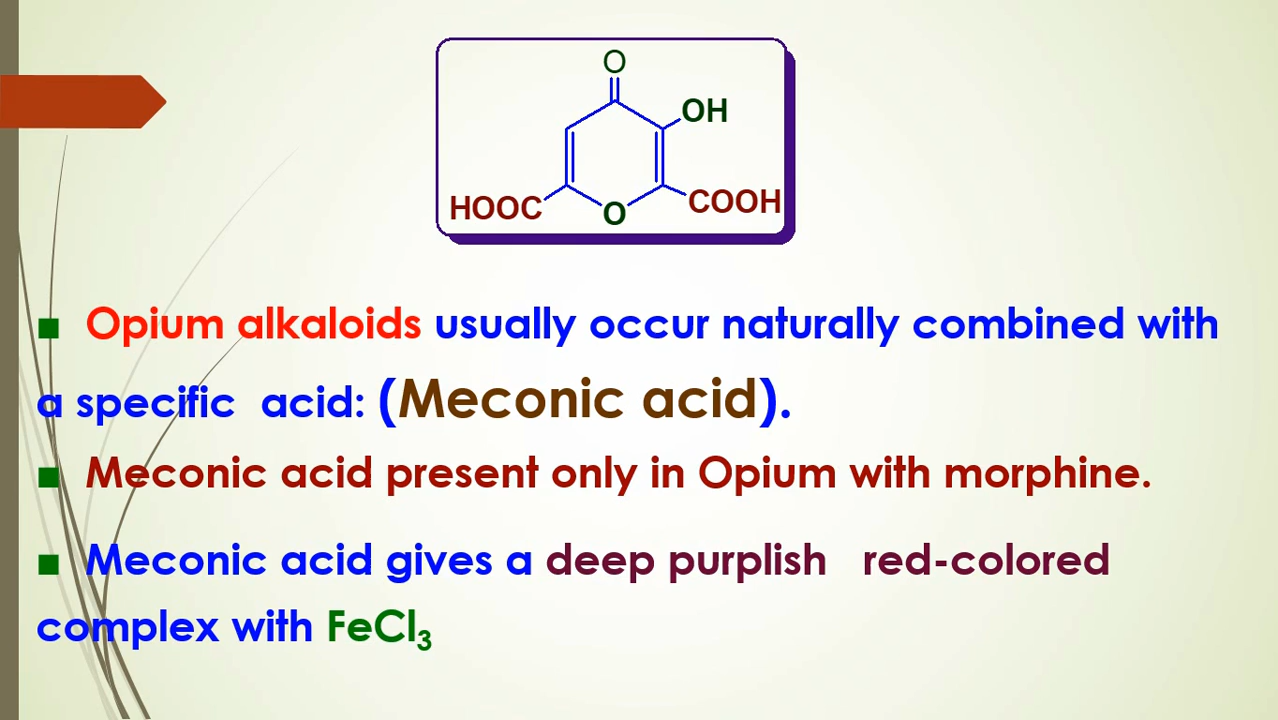 O
OH
HOOC
O
COOH
■ Opium alkaloids usually occur naturally combined with
a specific acid: (Meconic acid).
■ Meconic acid present only in Opium with morphine.
■ Meconic acid gives a deep purplish red-colored
complex with FeCl₃